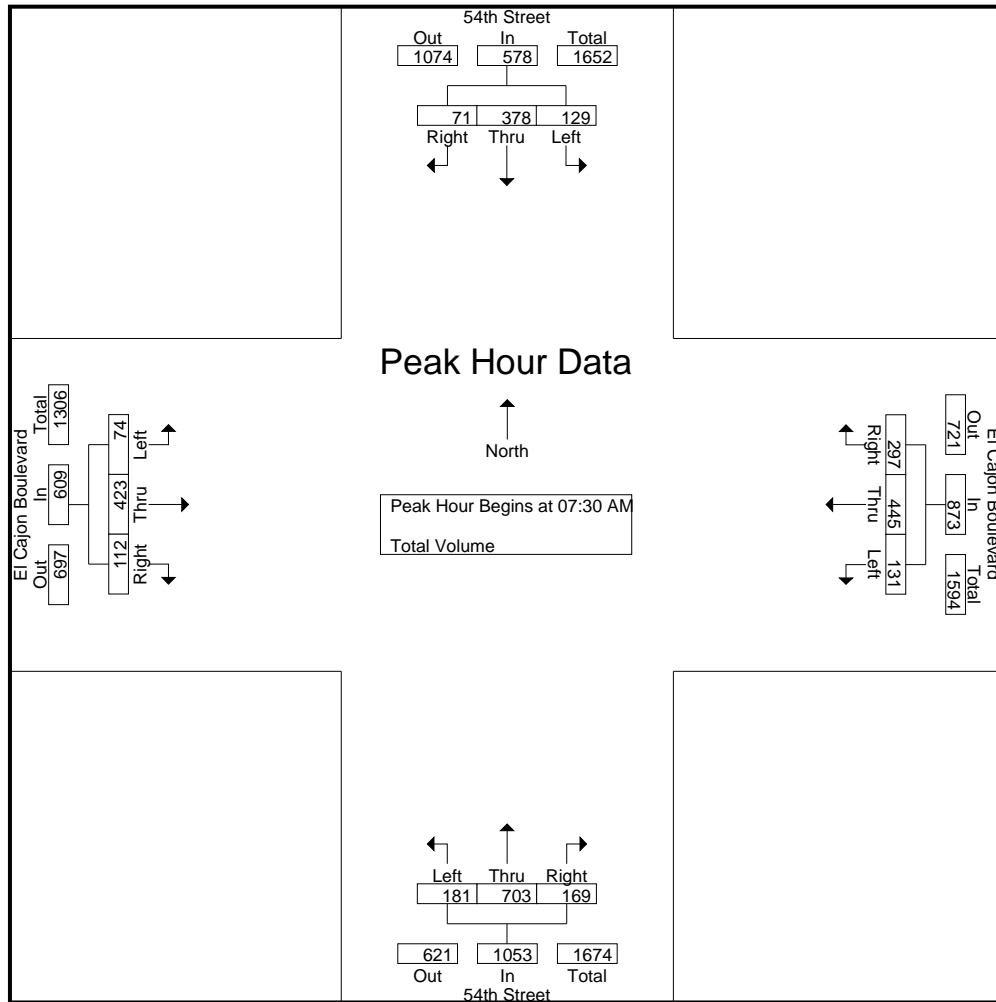 54th Street
Out In Total
1074 578 1652
71 378 129
Right Thru Left
Peak Hour Data
North
Peak Hour Begins at 07:30 AM
Total Volume
El Cajon Boulevard
Total In Out
1306 609 697
74 423 112
Left Thru Right
El Cajon Boulevard
Out In Total
721 873 1594
297 445 131
Right Thru Left
Left Thru Right
181 703 169
621 1053 1674
Out In Total
54th Street